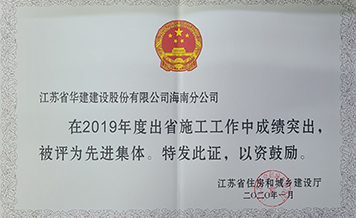 江苏省华建建设股份有限公司海南分公司
在2019年度出省施工工作中成绩突出，
被评为先进集体。特发此证，以资鼓励。
江苏省住房和城乡建设厅
二〇二〇年一月